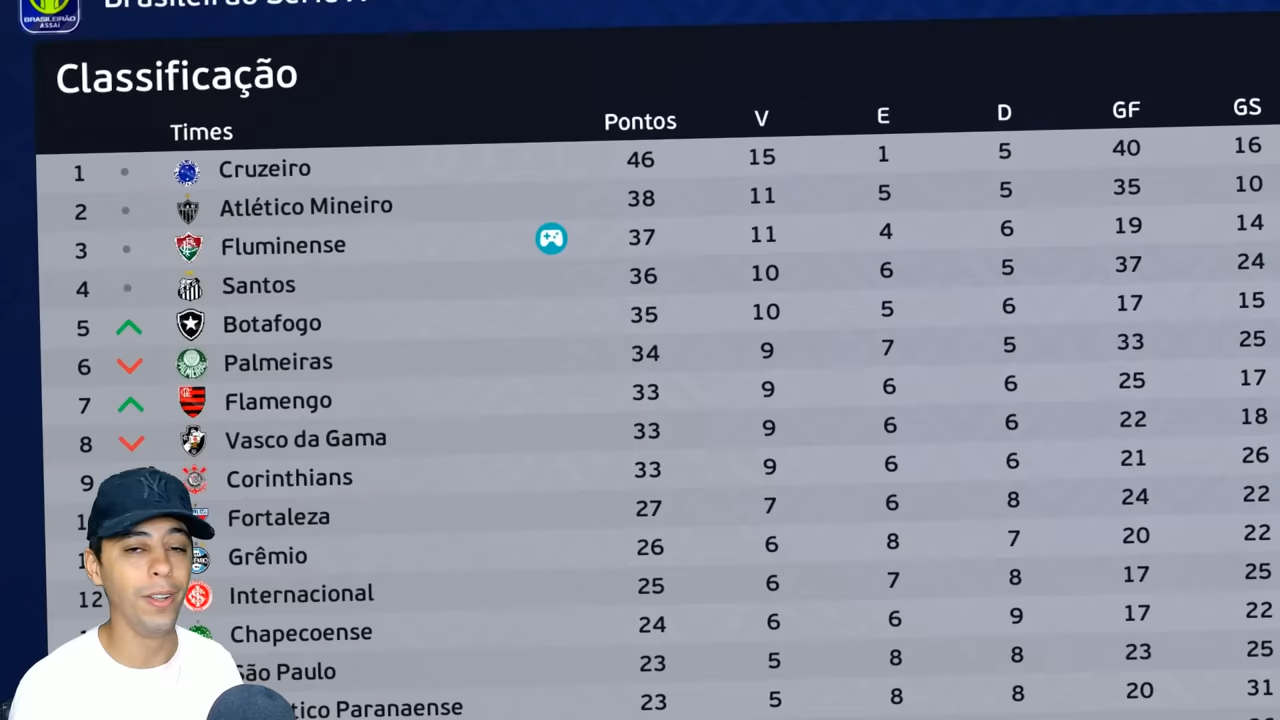 BRASILEIRÃO
ASSAÍ
Classificação
Times Pontos V E D GF GS
1 Cruzeiro 46 15 1 5 40 16
2 Atlético Mineiro 38 11 5 5 35 10
3 Fluminense 37 11 4 6 19 14
4 Santos 36 10 6 5 37 24
5 Botafogo 35 10 5 6 17 15
6 Palmeiras 34 9 7 5 33 25
7 Flamengo 33 9 6 6 25 17
8 Vasco da Gama 33 9 6 6 22 18
9 Corinthians 33 9 6 6 21 26
Fortaleza 27 7 6 8 24 22
Grêmio 26 6 8 7 20 22
12 Internacional 25 6 7 8 17 25
Chapecoense 24 6 6 9 17 22
São Paulo 23 5 8 8 23 25
tico Paranaense 23 5 8 8 20 31